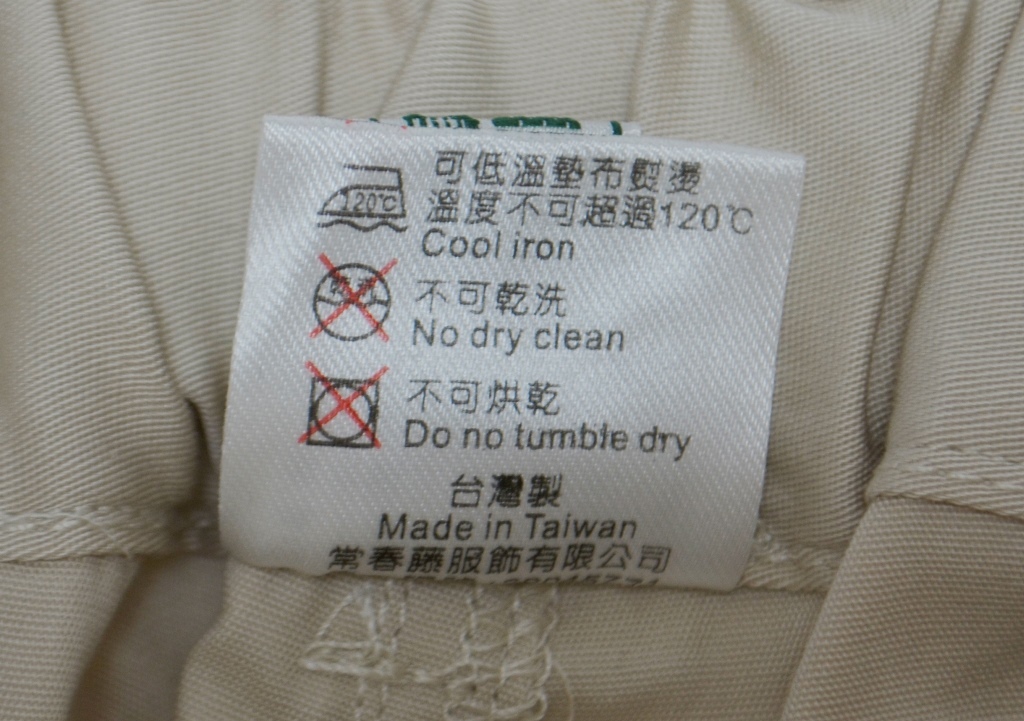 可低溫墊布熨燙
120℃
溫度不可超過120℃
Cool iron
不可乾洗
No dry clean
不可烘乾
Do no tumble dry
台灣製
Made in Taiwan
常春藤服飾有限公司